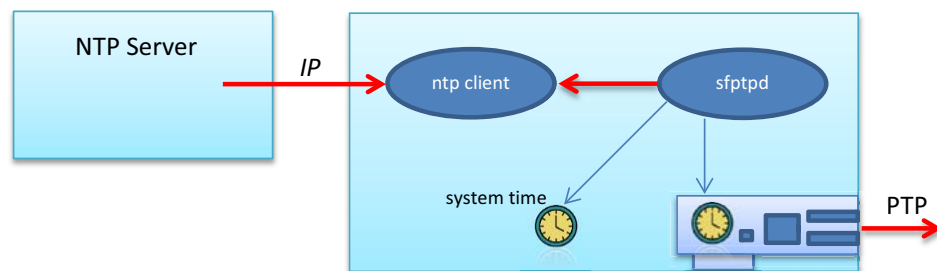 NTP Server
IP
ntp client
sfptpd
system time
PTP